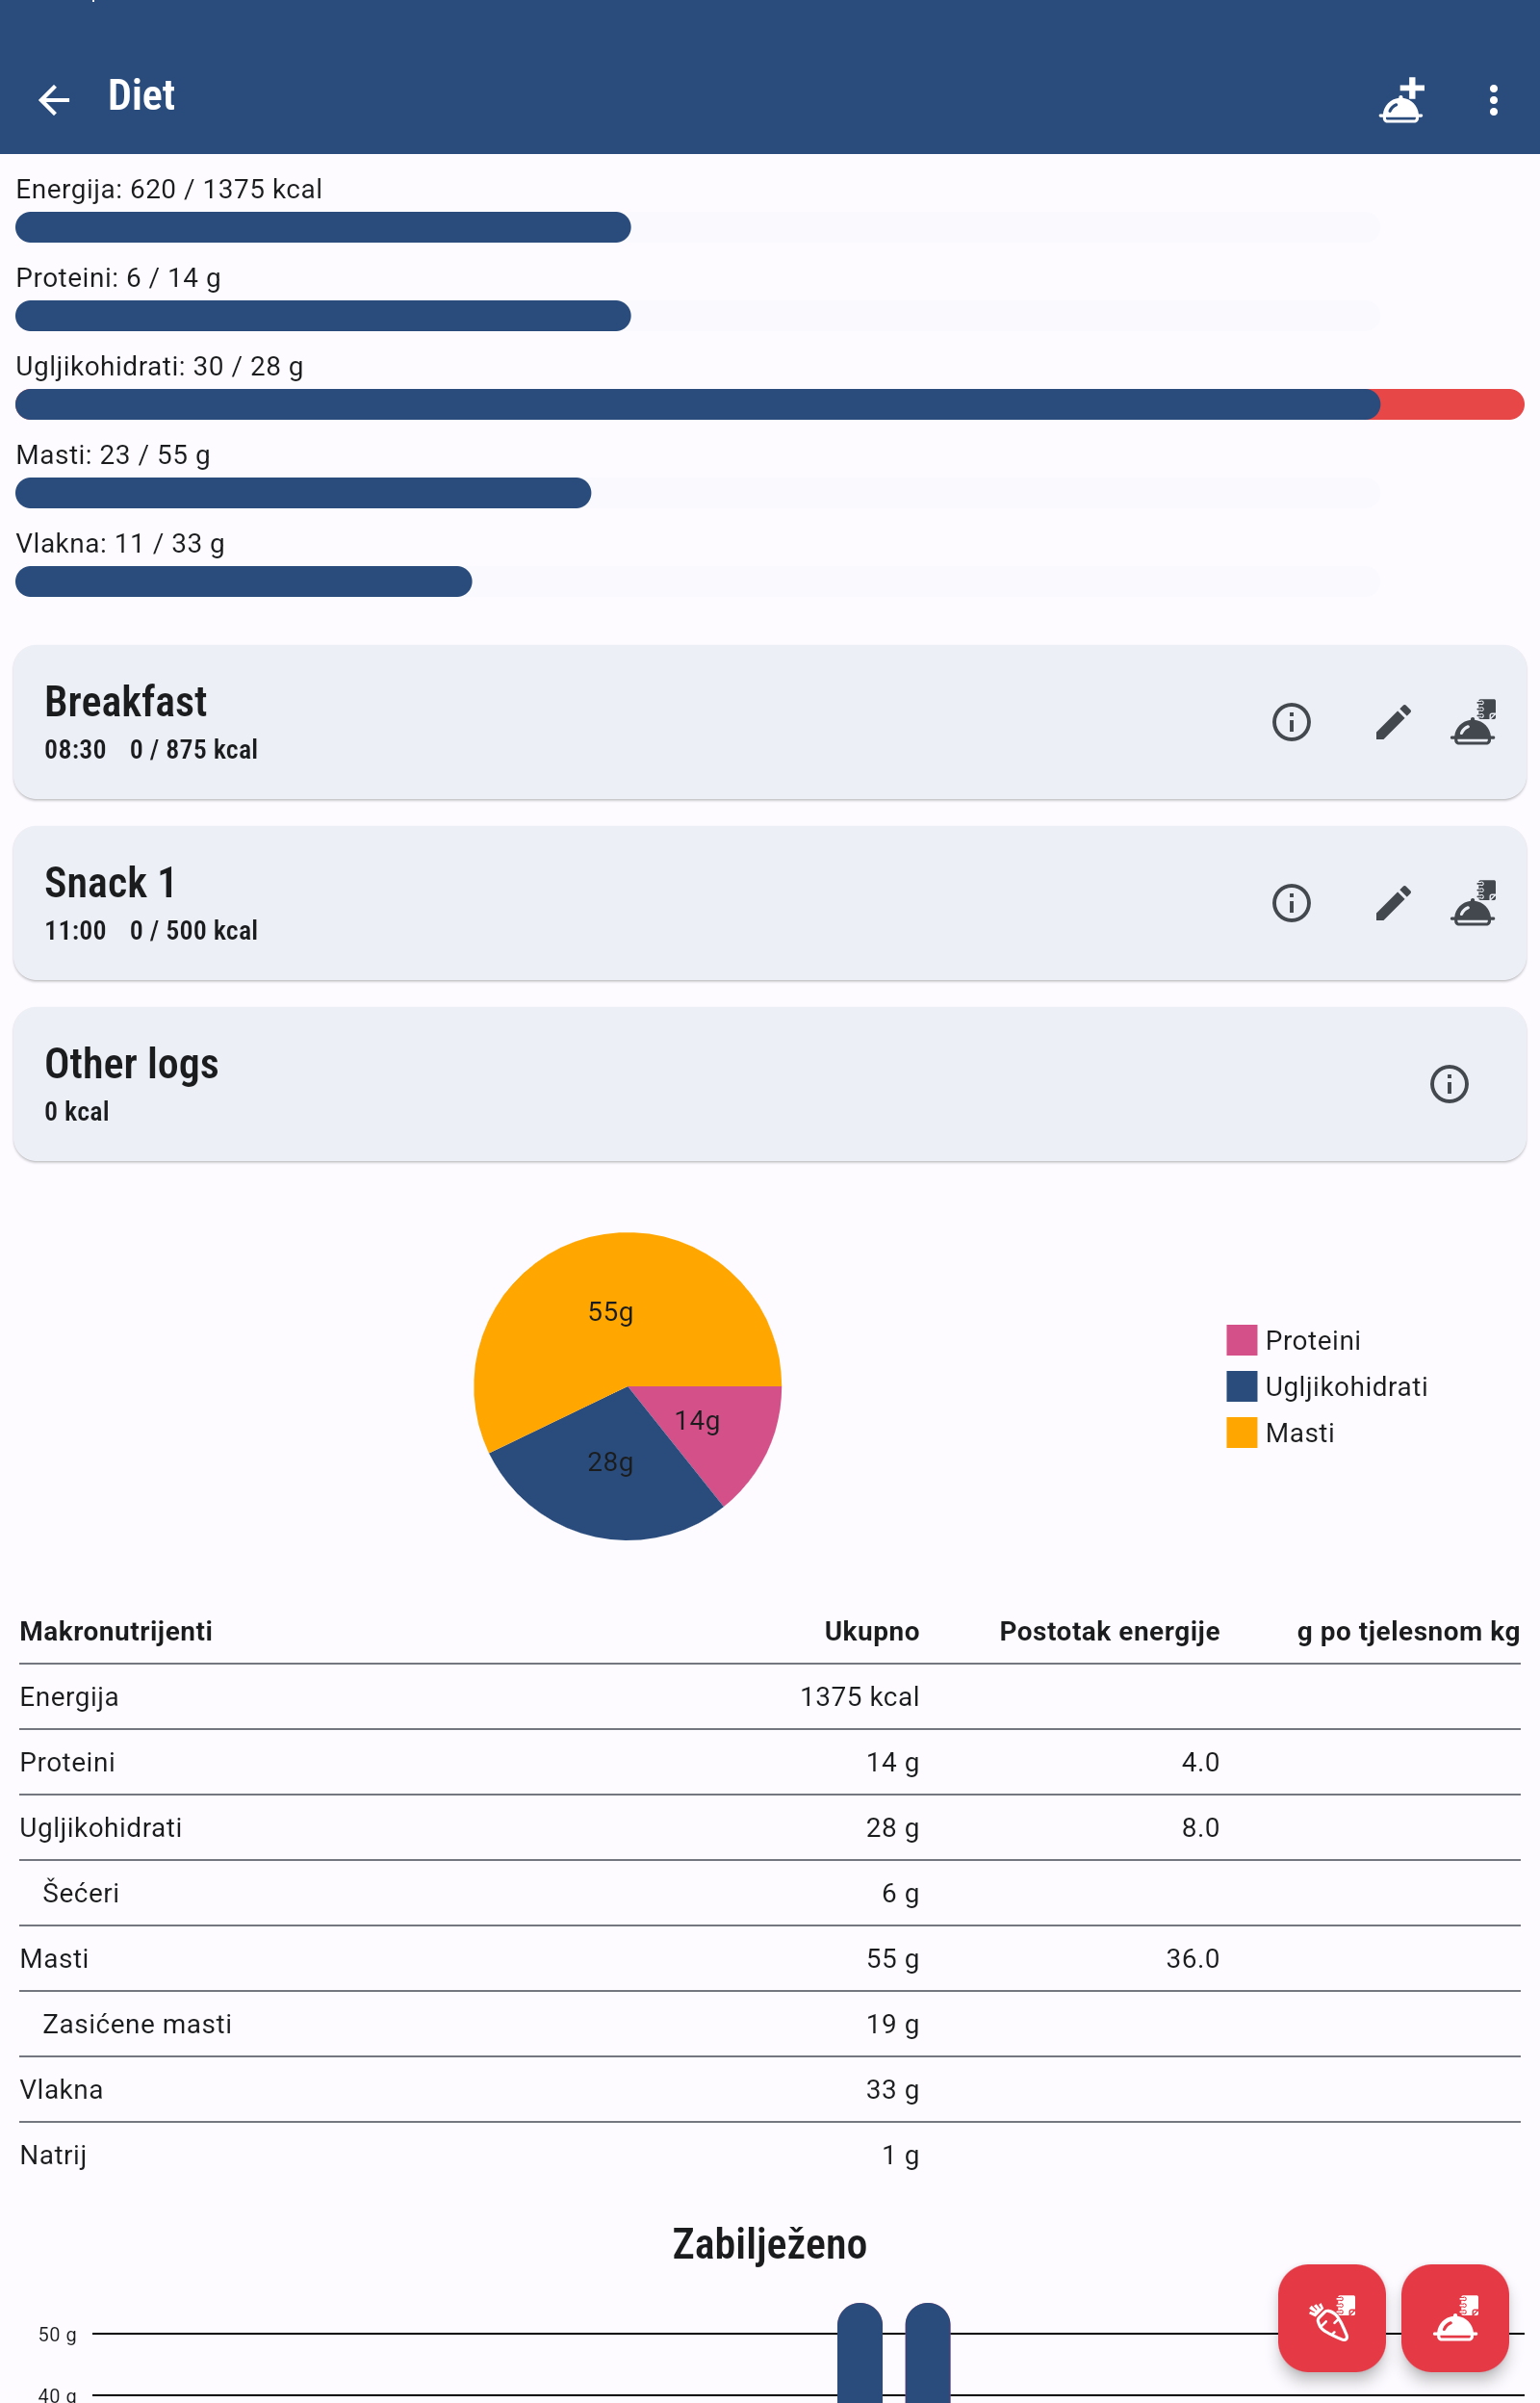 Diet
Energija: 620 / 1375 kcal
Proteini: 6 / 14 g
Ugljikohidrati: 30 / 28 g
Masti: 23 / 55 g
Vlakna: 11 / 33 g
Breakfast
08:30 0 / 875 kcal
Snack 1
11:00 0 / 500 kcal
Other logs
0 kcal
55g
14g
28g
Proteini
Ugljikohidrati
Masti
Makronutrijenti Ukupno Postotak energije g po tjelesnom kg
Energija 1375 kcal
Proteini 14 g 4.0
Ugljikohidrati 28 g 8.0
Šećeri 6 g
Masti 55 g 36.0
Zasićene masti 19 g
Vlakna 33 g
Natrij 1 g
Zabilježeno
50 g
40 g